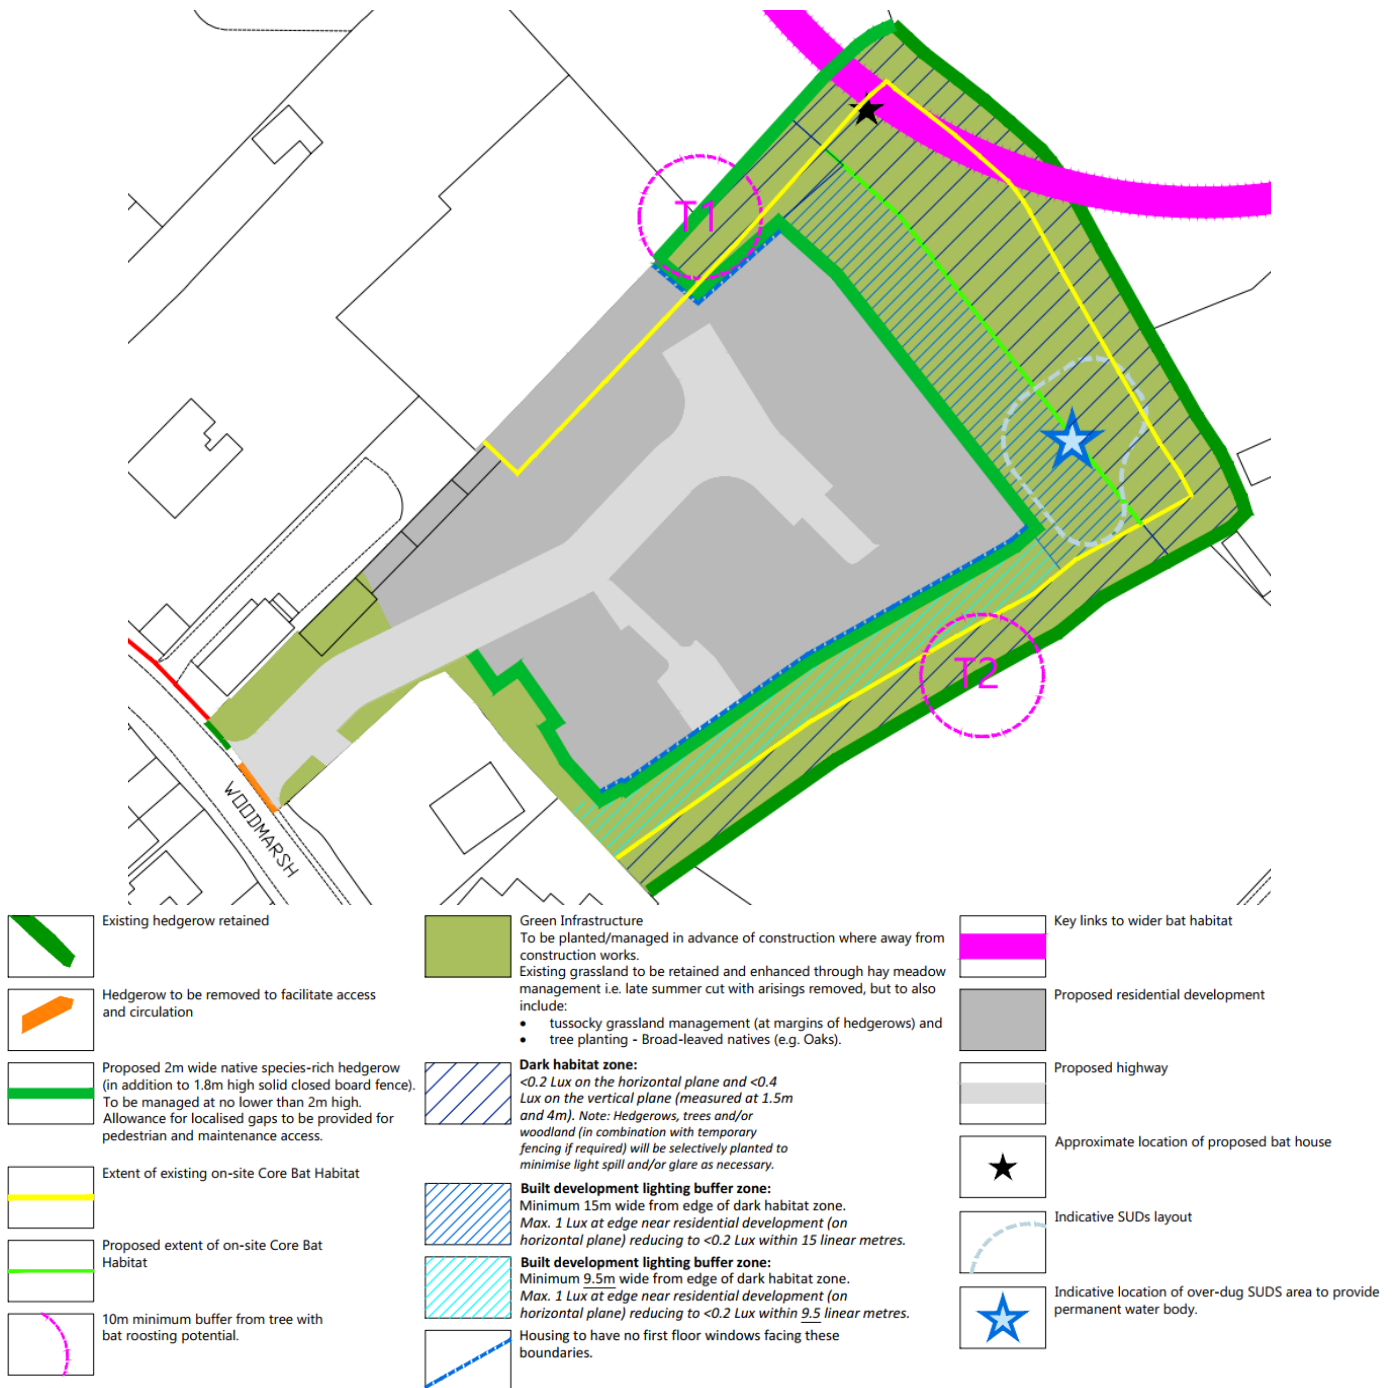 T1
T2
WOODMARSH
Existing hedgerow retained
Hedgerow to be removed to facilitate access
and circulation
Proposed 2m wide native species-rich hedgerow
(in addition to 1.8m high solid closed board fence).
To be managed at no lower than 2m high.
Allowance for localised gaps to be provided for
pedestrian and maintenance access.
Extent of existing on-site Core Bat Habitat
Proposed extent of on-site Core Bat
Habitat
10m minimum buffer from tree with
bat roosting potential.
Green Infrastructure
To be planted/managed in advance of construction where away from
construction works.
Existing grassland to be retained and enhanced through hay meadow
management i.e. late summer cut with arisings removed, but to also
include:
• tussocky grassland management (at margins of hedgerows) and
• tree planting - Broad-leaved natives (e.g. Oaks).
Dark habitat zone:
<0.2 Lux on the horizontal plane and <0.4
Lux on the vertical plane (measured at 1.5m
and 4m). Note: Hedgerows, trees and/or
woodland (in combination with temporary
fencing if required) will be selectively planted to
minimise light spill and/or glare as necessary.
Built development lighting buffer zone:
Minimum 15m wide from edge of dark habitat zone.
Max. 1 Lux at edge near residential development (on
horizontal plane) reducing to <0.2 Lux within 15 linear metres.
Built development lighting buffer zone:
Minimum 9.5m wide from edge of dark habitat zone.
Max. 1 Lux at edge near residential development (on
horizontal plane) reducing to <0.2 Lux within 9.5 linear metres.
Housing to have no first floor windows facing these
boundaries.
Key links to wider bat habitat
Proposed residential development
Proposed highway
Approximate location of proposed bat house
Indicative SUDs layout
Indicative location of over-dug SUDS area to provide
permanent water body.